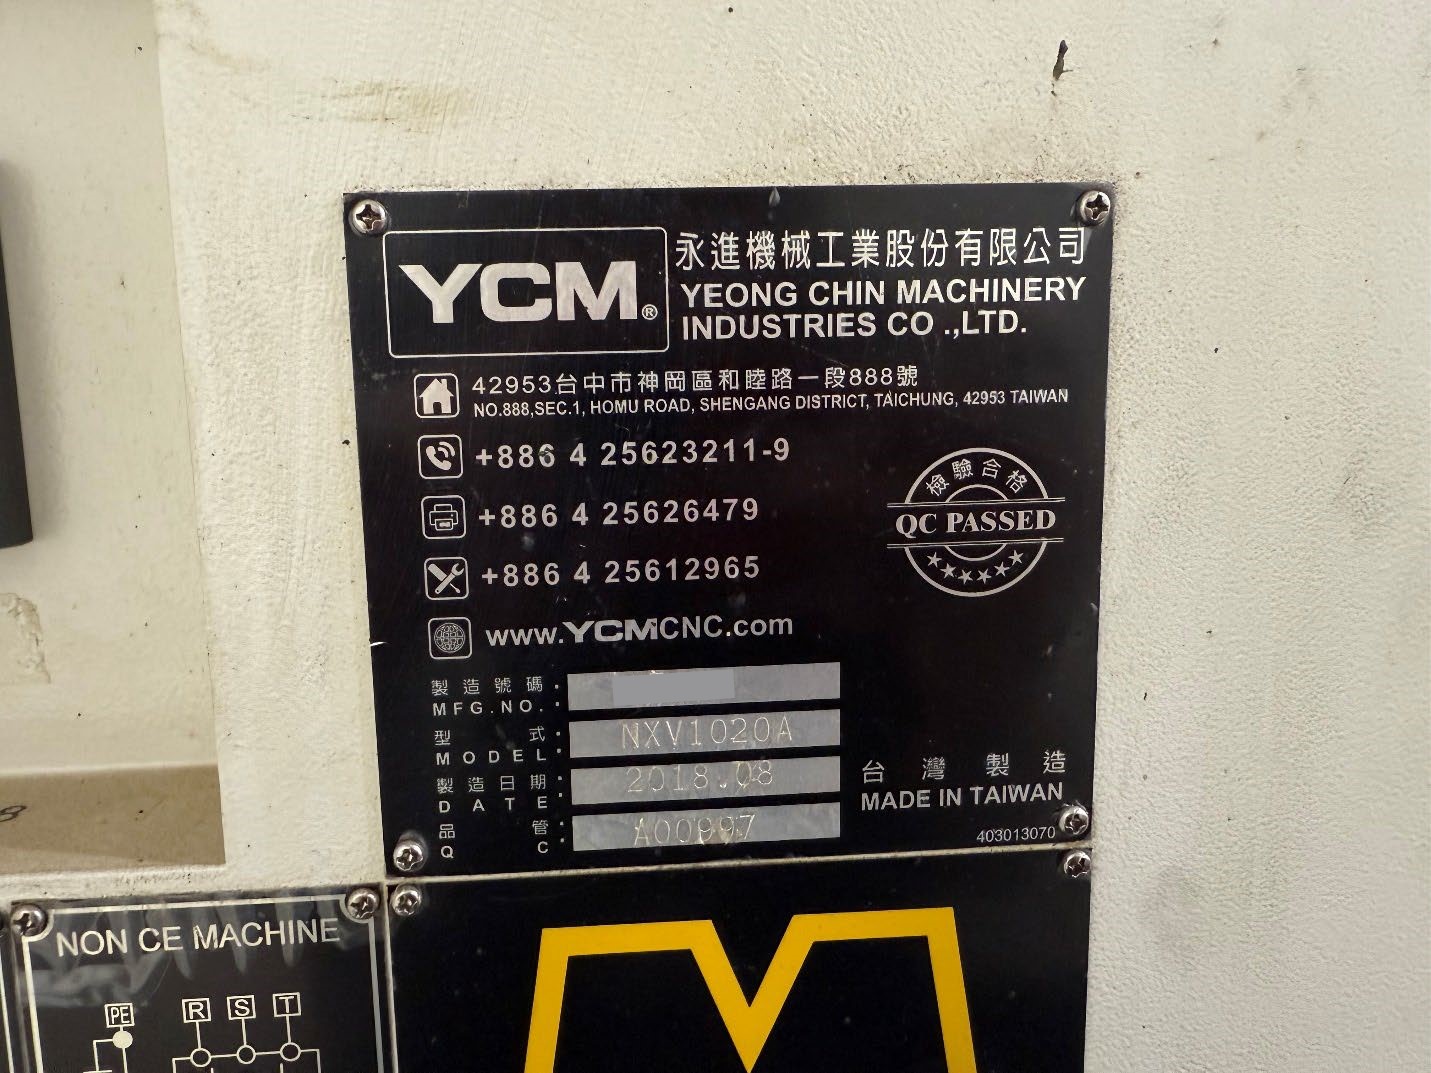 YCM®
永進機械工業股份有限公司
YEONG CHIN MACHINERY
INDUSTRIES CO .,LTD.
42953台中市神岡區和睦路一段888號
NO.888,SEC.1, HOMU ROAD, SHENGANG DISTRICT, TAICHUNG, 42953 TAIWAN
+886 4 25623211-9
+886 4 25626479
+886 4 25612965
www.YCMCNC.com
檢驗合格
QC PASSED
製造號碼:
MFG.NO.
型式:
MODEL
NXV1020A
製造日期:
DATE
2018.08
品管:
QC
A00997
台灣製造
MADE IN TAIWAN
403013070
NON CE MACHINE
PE R S T
8